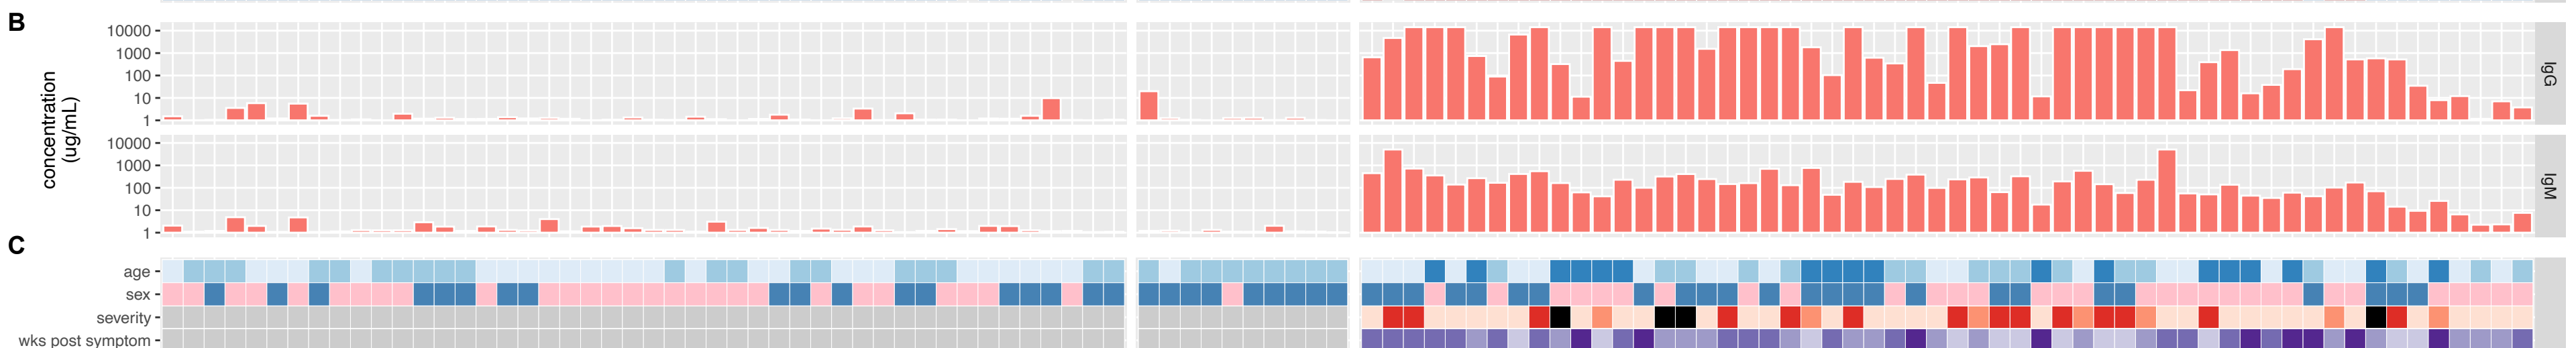 B
concentration
(ug/mL)
10000
1000
100
10
1
IgG
10000
1000
100
10
1
IgM
C
age
sex
severity
wks post symptom